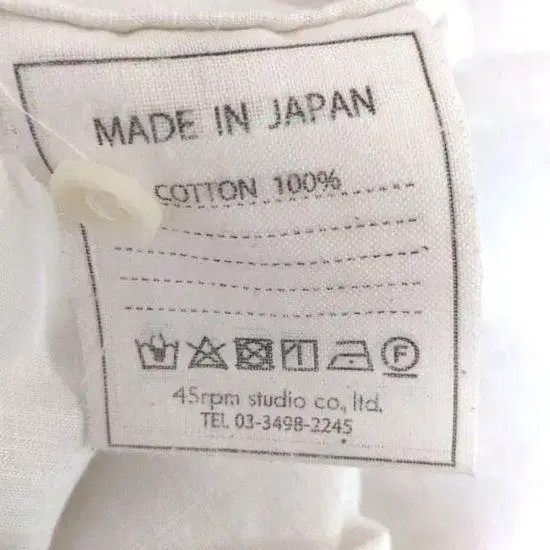 MADE IN JAPAN
COTTON 100%
F
45rpm studio co., ltd.
TEL 03-3498-2245